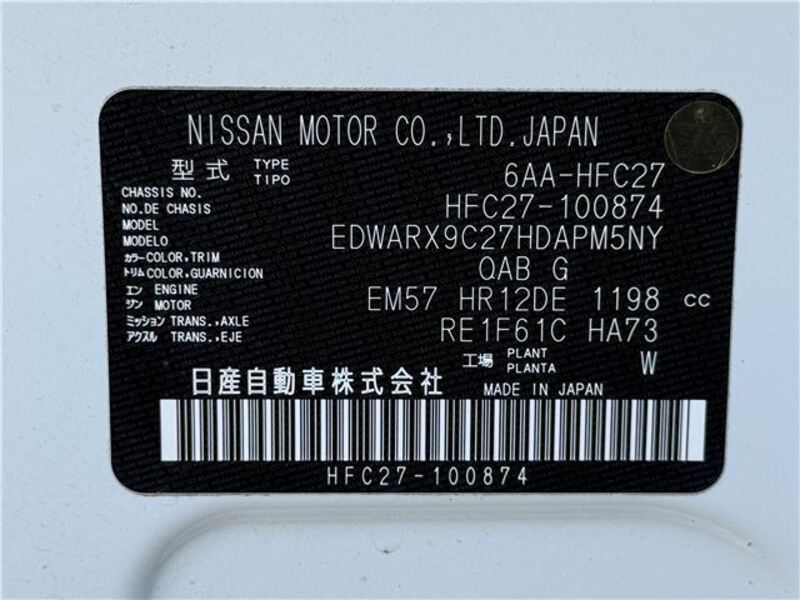 NISSAN MOTOR CO.,LTD.JAPAN
型式 TYPE TIPO 6AA-HFC27
CHASSIS NO.
NO.DE CHASIS HFC27-100874
MODEL
MODELO EDWARX9C27HDAPM5NY
カラー COLOR,TRIM
トリム COLOR,GUARNICION QAB G
エン ENGINE
ジン MOTOR EM57 HR12DE 1198 cc
ミッション TRANS.,AXLE
アクスル TRANS.,EJE RE1F61C HA73
工場 PLANT PLANTA W
日産自動車株式会社 MADE IN JAPAN
HFC27-100874